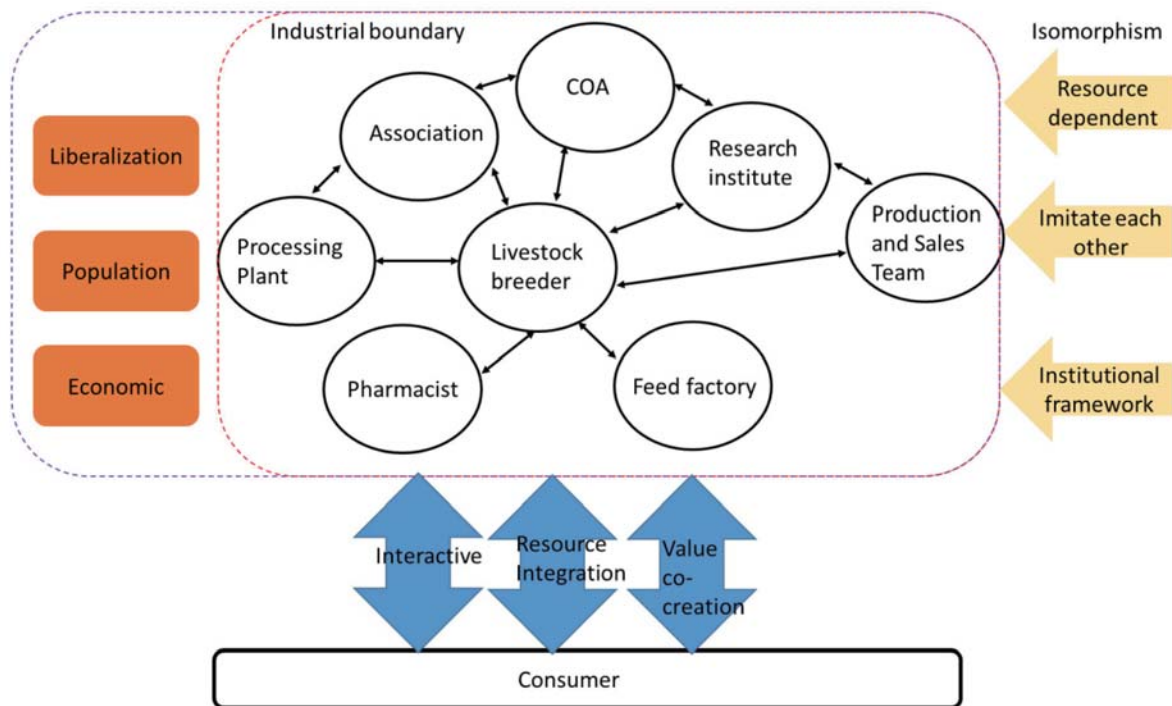 Industrial boundary
Isomorphism
COA
Association
Research
institute
Resource
dependent
Liberalization
Processing
Plant
Livestock
breeder
Production
and Sales
Team
Imitate each
other
Population
Economic
Pharmacist
Feed factory
Institutional
framework
Interactive
Resource
Integration
Value
co-
creation
Consumer